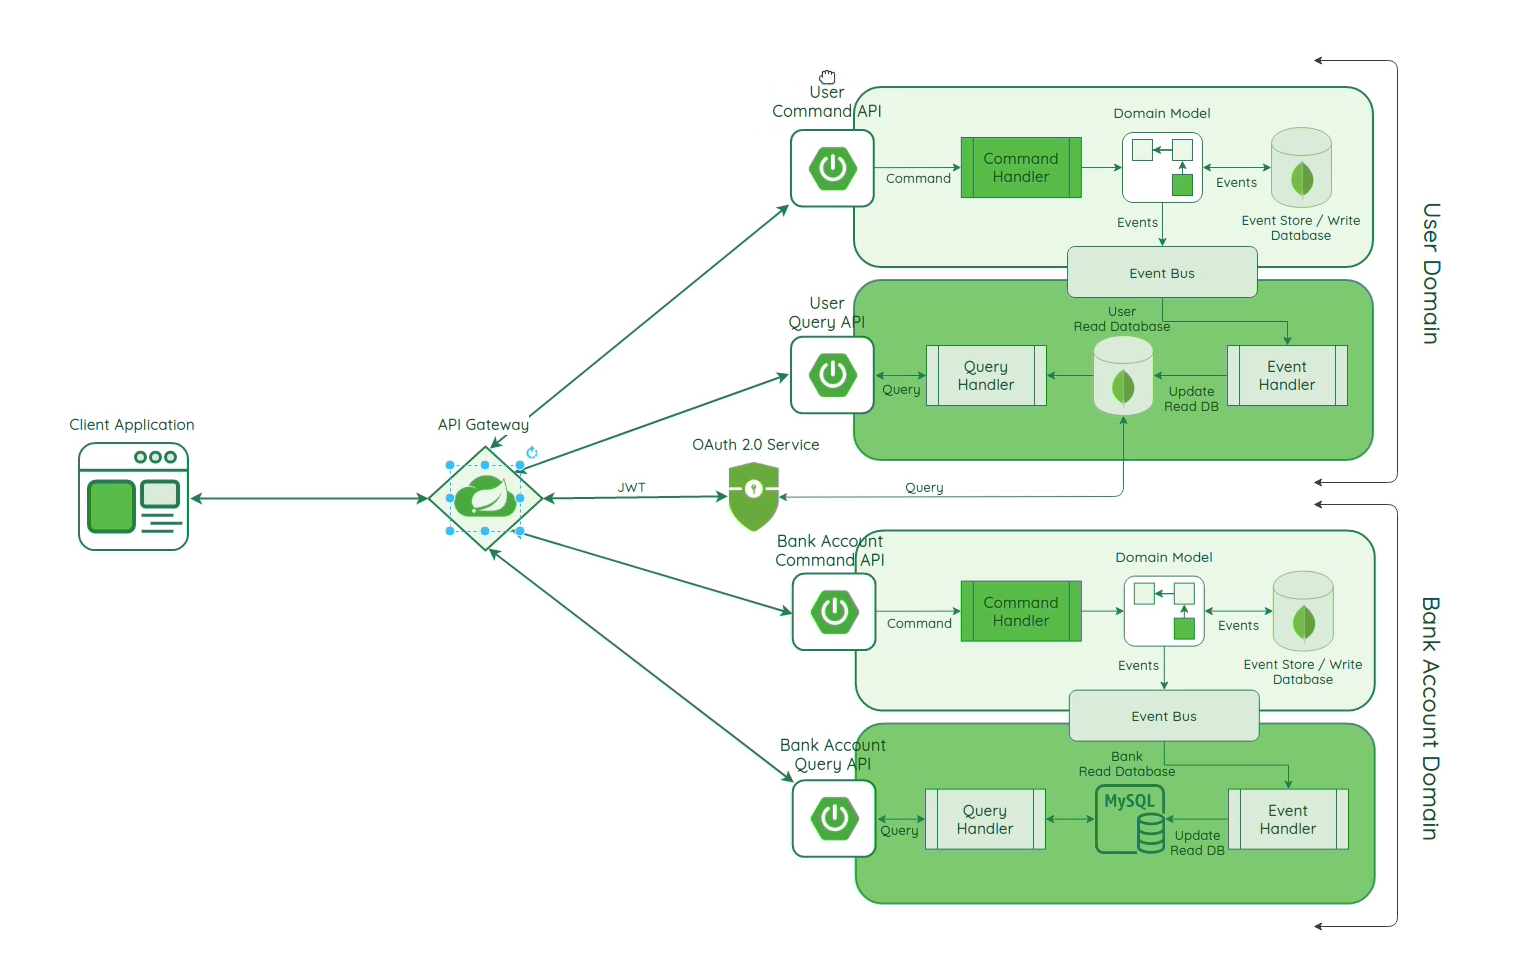 User
Command API
Domain Model
Command
Handler
Command
Events
Event Store / Write
Database
Events
Event Bus
User Domain
User
Query API
User
Read Database
Query
Handler
Event
Handler
Query
Update
Read DB
Client Application
API Gateway
OAuth 2.0 Service
JWT
Query
Bank Account
Command API
Domain Model
Command
Handler
Command
Events
Event Store / Write
Database
Events
Event Bus
Bank Account Domain
Bank Account
Query API
Bank
Read Database
MySQL
Query
Handler
Event
Handler
Query
Update
Read DB